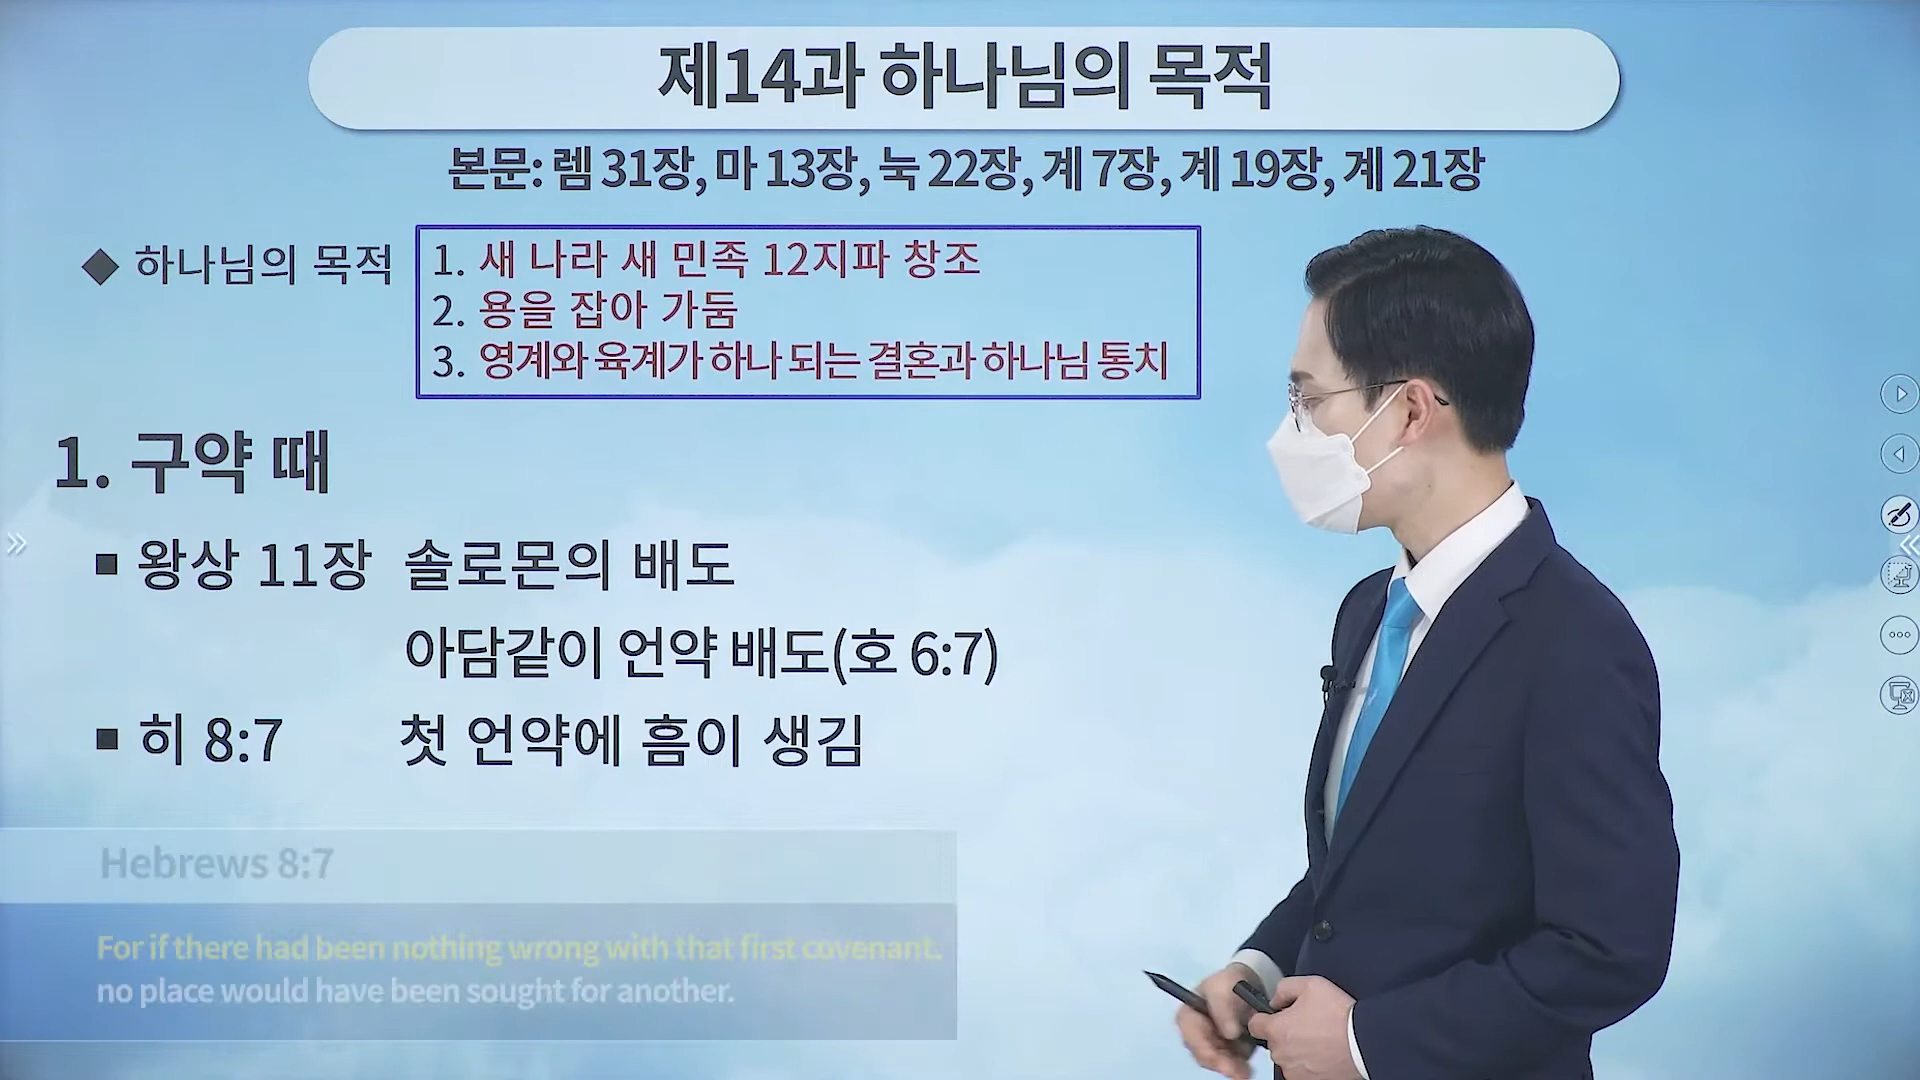 제14과 하나님의 목적
본문: 렘 31장, 마 13장, 눅 22장, 계 7장, 계 19장, 계 21장
◆ 하나님의 목적
1. 새 나라 새 민족 12지파 창조
2. 용을 잡아 가둠
3. 영계와 육계가 하나 되는 결혼과 하나님 통치
1. 구약 때
▪ 왕상 11장 솔로몬의 배도
아담같이 언약 배도(호 6:7)
▪ 히 8:7 첫 언약에 흠이 생김
Hebrews 8:7
For if there had been nothing wrong with that first covenant,
no place would have been sought for another.